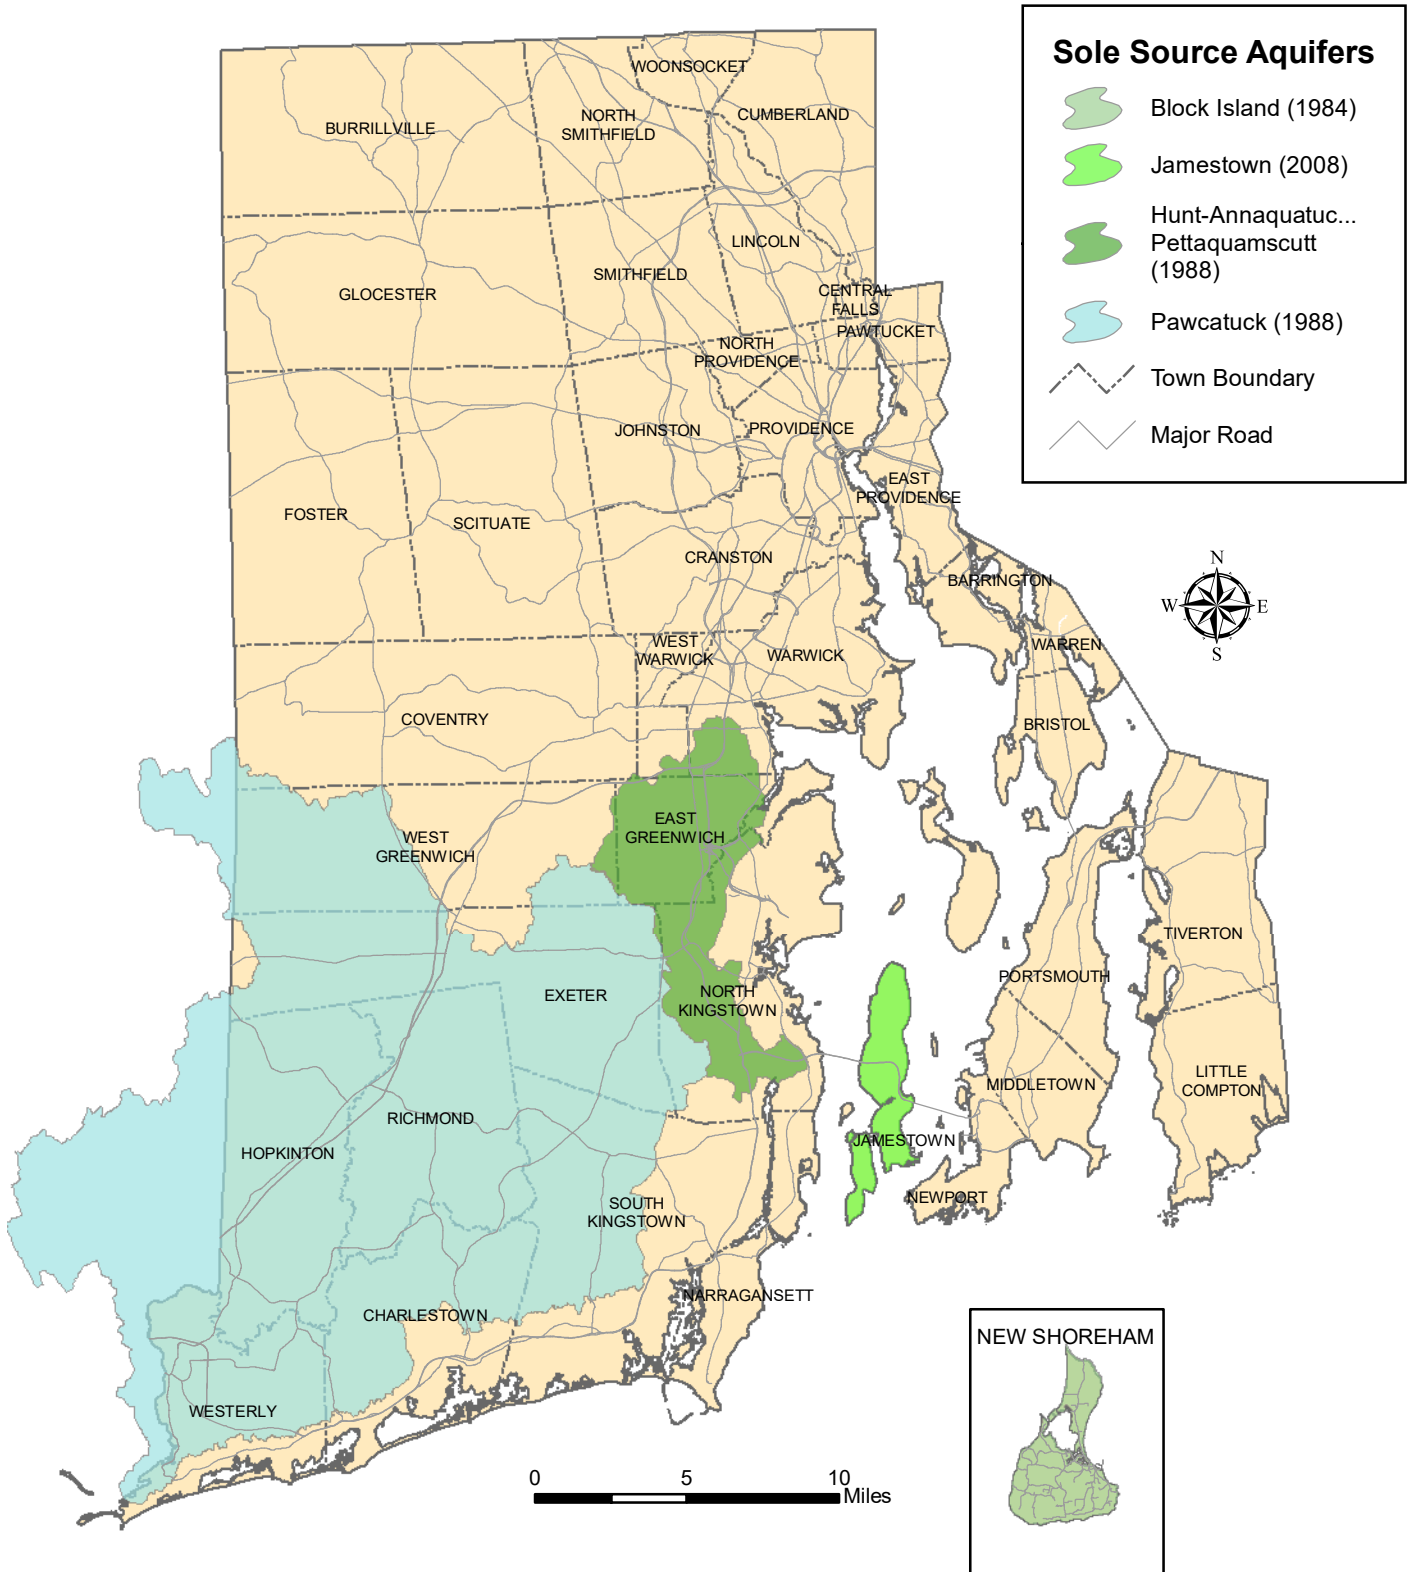 Sole Source Aquifers
Block Island (1984)
Jamestown (2008)
Hunt-Annaquatuc...
Pettaquamscutt
(1988)
Pawcatuck (1988)
Town Boundary
Major Road
WOONSOCKET
BURRILLVILLE
NORTH
SMITHFIELD
CUMBERLAND
LINCOLN
SMITHFIELD
GLOCESTER
CENTRAL
FALLS
PAWTUCKET
NORTH
PROVIDENCE
JOHNSTON
PROVIDENCE
EAST
PROVIDENCE
FOSTER
SCITUATE
CRANSTON
BARRINGTON
N
W
E
S
WEST
WARWICK
WARWICK
WARREN
COVENTRY
BRISTOL
EAST
GREENWICH
WEST
GREENWICH
TIVERTON
PORTSMOUTH
EXETER
NORTH
KINGSTOWN
LITTLE
COMPTON
MIDDLETOWN
RICHMOND
JAMESTOWN
HOPKINTON
NEWPORT
SOUTH
KINGSTOWN
NARRAGANSETT
CHARLESTOWN
NEW SHOREHAM
WESTERLY
0
5
10
Miles